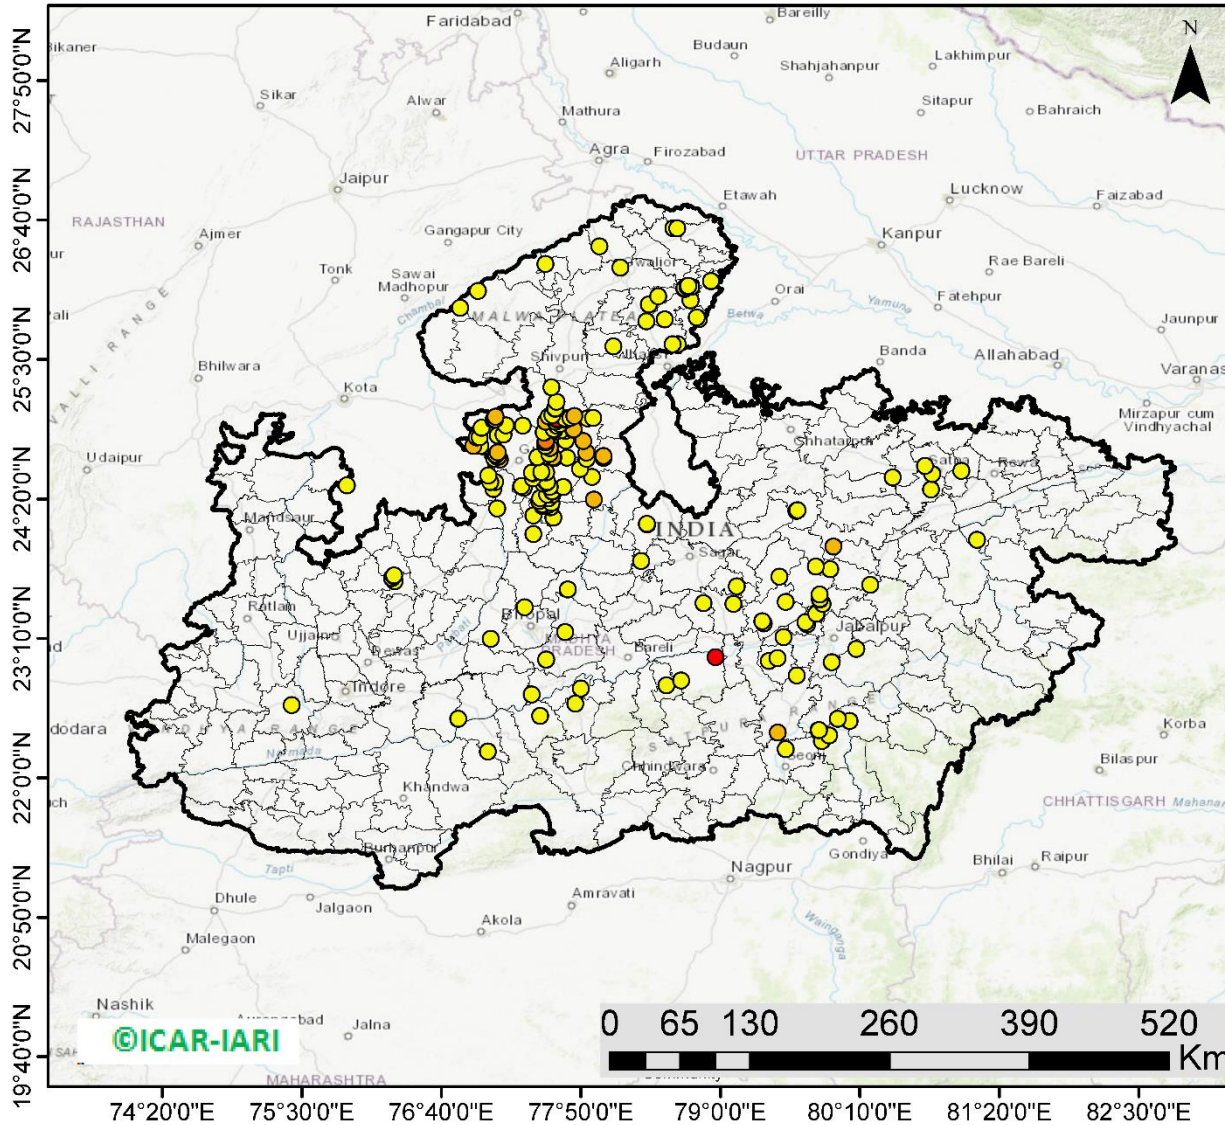 Faridabad
Bareilly
N
Bikaner
Budaun
Lakhimpur
Aligarh
Shahjahanpur
27°50'0"N
Sikar
Alwar
Sitapur
Bahraich
Mathura
Agra
Firozabad
UTTAR PRADESH
Jaipur
Etawah
Lucknow
Faizabad
26°40'0"N
RAJASTHAN
Ajmer
Gangapur City
Kanpur
Tonk
Sawai
Madhopur
Rae Bareli
Orai
Chambal
Yamuna
Fatehpur
MALWA PLATEA
Betwa
Jaunpur
25°30'0"N
Bhilwara
Shivpuri
Banda
Allahabad
Kota
Varanas
Mirzapur cum
Vindhyachal
Chhatarpur
Udaipur
Satna
Rewa
24°20'0"N
Mandsaur
INDIA
Sagar
Ratlam
Bhopal
Ujjain
Parbati
MADHYA
PRADESH
Jabalpur
23°10'0"N
Dewas
Bareli
Indore
Narmada
SATPURA RANGE
Korba
Chhindwara
Seoni
Bilaspur
22°0'0"N
Khandwa
CHHATTISGARH
Mahanar
Burhanpur
Gondiya
Tapti
Nagpur
Bhilai
Raipur
Dhule
Jalgaon
Amravati
20°50'0"N
Akola
Wainganga
Malegaon
Nashik
Jalna
©ICAR-IARI
0 65 130 260 390 520
Km
19°40'0"N
MAHARASHTRA
74°20'0"E 75°30'0"E 76°40'0"E 77°50'0"E 79°0'0"E 80°10'0"E 81°20'0"E 82°30'0"E